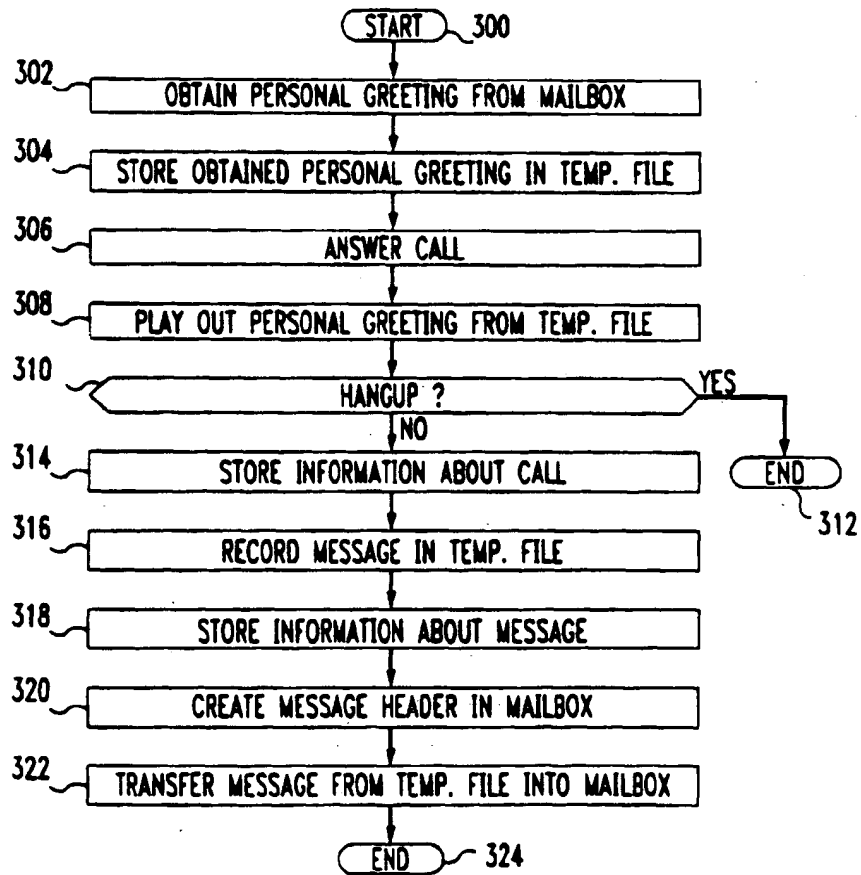 START 300
302
OBTAIN PERSONAL GREETING FROM MAILBOX
304
STORE OBTAINED PERSONAL GREETING IN TEMP. FILE
306
ANSWER CALL
308
PLAY OUT PERSONAL GREETING FROM TEMP. FILE
310
HANGUP ?
YES
NO
314
STORE INFORMATION ABOUT CALL
END
312
316
RECORD MESSAGE IN TEMP. FILE
318
STORE INFORMATION ABOUT MESSAGE
320
CREATE MESSAGE HEADER IN MAILBOX
322
TRANSFER MESSAGE FROM TEMP. FILE INTO MAILBOX
END 324